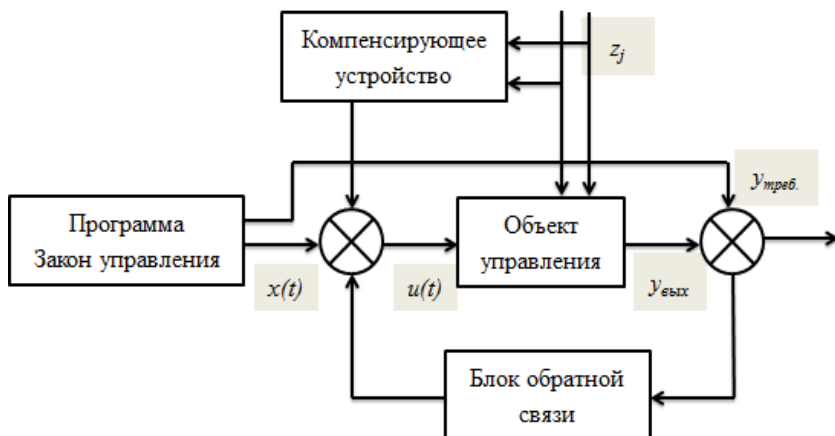 Компенсирующее
устройство
z_j
y_треб.
Программа
Закон управления
Объект
управления
x(t)
u(t)
y_вых
Блок обратной
связи